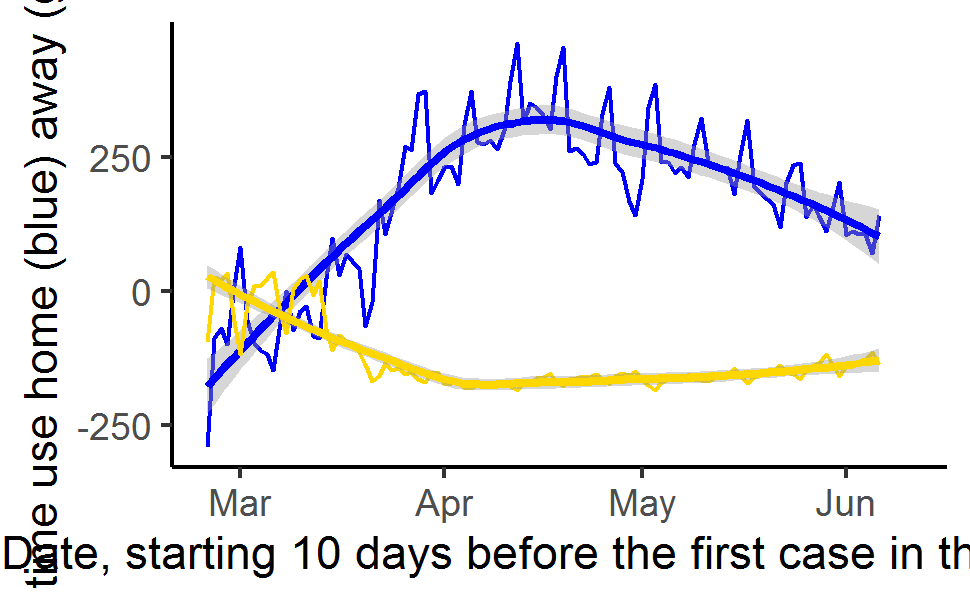 time use home (blue) away (
250
0
-250
Mar Apr May Jun
Date, starting 10 days before the first case in th